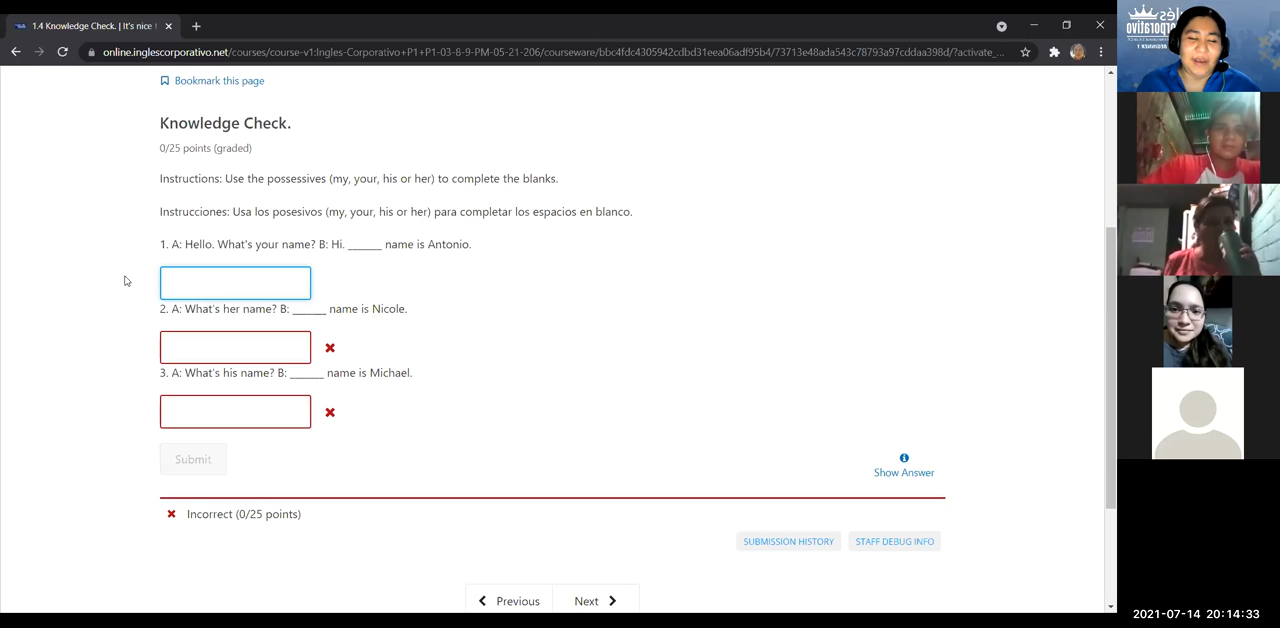 1.4 Knowledge Check. | It's nice t
online.inglescorporativo.net/courses/course-v1:Ingles-Corporativo+P1+P1-03-8-9-PM-05-21-206/courseware/bbc4fdc4305942cdbd31eea06adf95b4/73713e48ada543c78793a97cddaa398d/?activate_...
Bookmark this page
Knowledge Check.
0/25 points (graded)
Instructions: Use the possessives (my, your, his or her) to complete the blanks.
Instrucciones: Usa los posesivos (my, your, his or her) para completar los espacios en blanco.
1. A: Hello. What's your name? B: Hi. ______ name is Antonio.
2. A: What's her name? B: ______ name is Nicole.
3. A: What's his name? B: ______ name is Michael.
Submit
Show Answer
Incorrect (0/25 points)
SUBMISSION HISTORY
STAFF DEBUG INFO
Previous
Next
2021-07-14 20:14:33